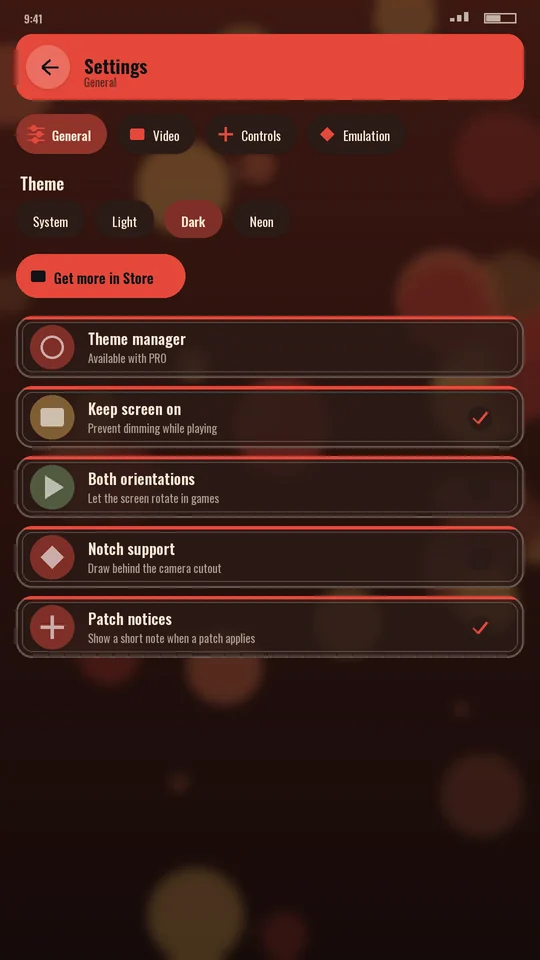 9:41
Settings
General
General
Video
Controls
Emulation
Theme
System
Light
Dark
Neon
Get more in Store
Theme manager
Available with PRO
Keep screen on
Prevent dimming while playing
Both orientations
Let the screen rotate in games
Notch support
Draw behind the camera cutout
Patch notices
Show a short note when a patch applies